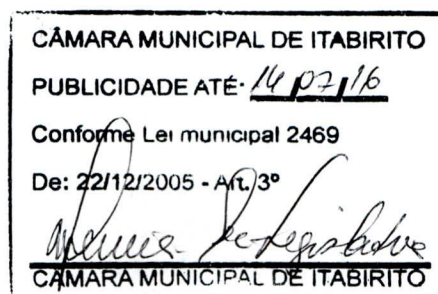 CÂMARA MUNICIPAL DE ITABIRITO
PUBLICIDADE ATÉ: 14/07/16
Conforme Lei municipal 2469
De: 22/12/2005 - Art. 3º
CÂMARA MUNICIPAL DE ITABIRITO